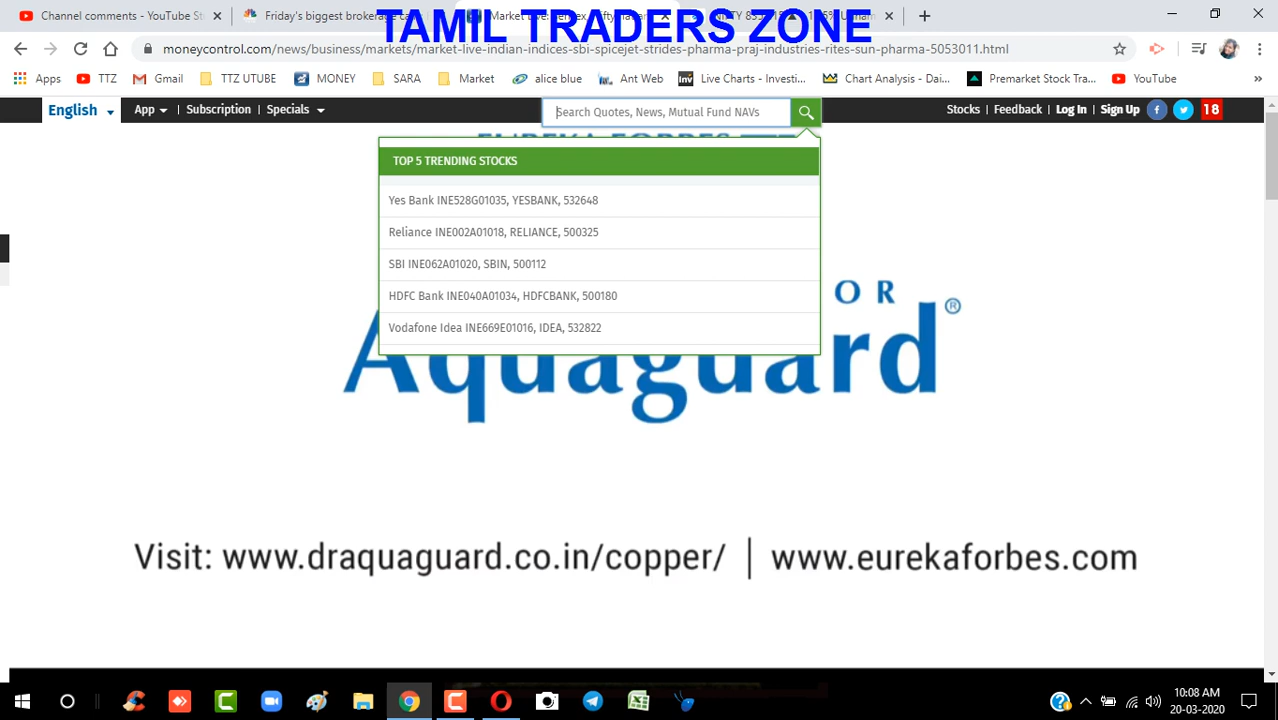 Comments channel - YouTube St
Friday's biggest brokerage ca
TAMIL TRADERS ZONE
moneycontrol.com/news/business/markets/market-live-indian-indices-sbi-spicejet-strides-pharma-praj-industries-rites-sun-pharma-5053011.html
Apps TTZ Gmail TTZ UTUBE MONEY SARA Market alice blue Ant Web Live Charts - Investi... Chart Analysis - Dai... Premarket Stock Tra... YouTube
English App Subscription Specials Search Quotes, News, Mutual Fund NAVs Stocks Feedback Log In Sign Up 18
EUREKA FORBES
TOP 5 TRENDING STOCKS
Yes Bank INE528G01035, YESBANK, 532648
Reliance INE002A01018, RELIANCE, 500325
SBI INE062A01020, SBIN, 500112
HDFC Bank INE040A01034, HDFCBANK, 500180
Vodafone Idea INE669E01016, IDEA, 532822
OR
Aquaguard®
Visit: www.draquaguard.co.in/copper/ | www.eurekaforbes.com
10:08 AM
20-03-2020